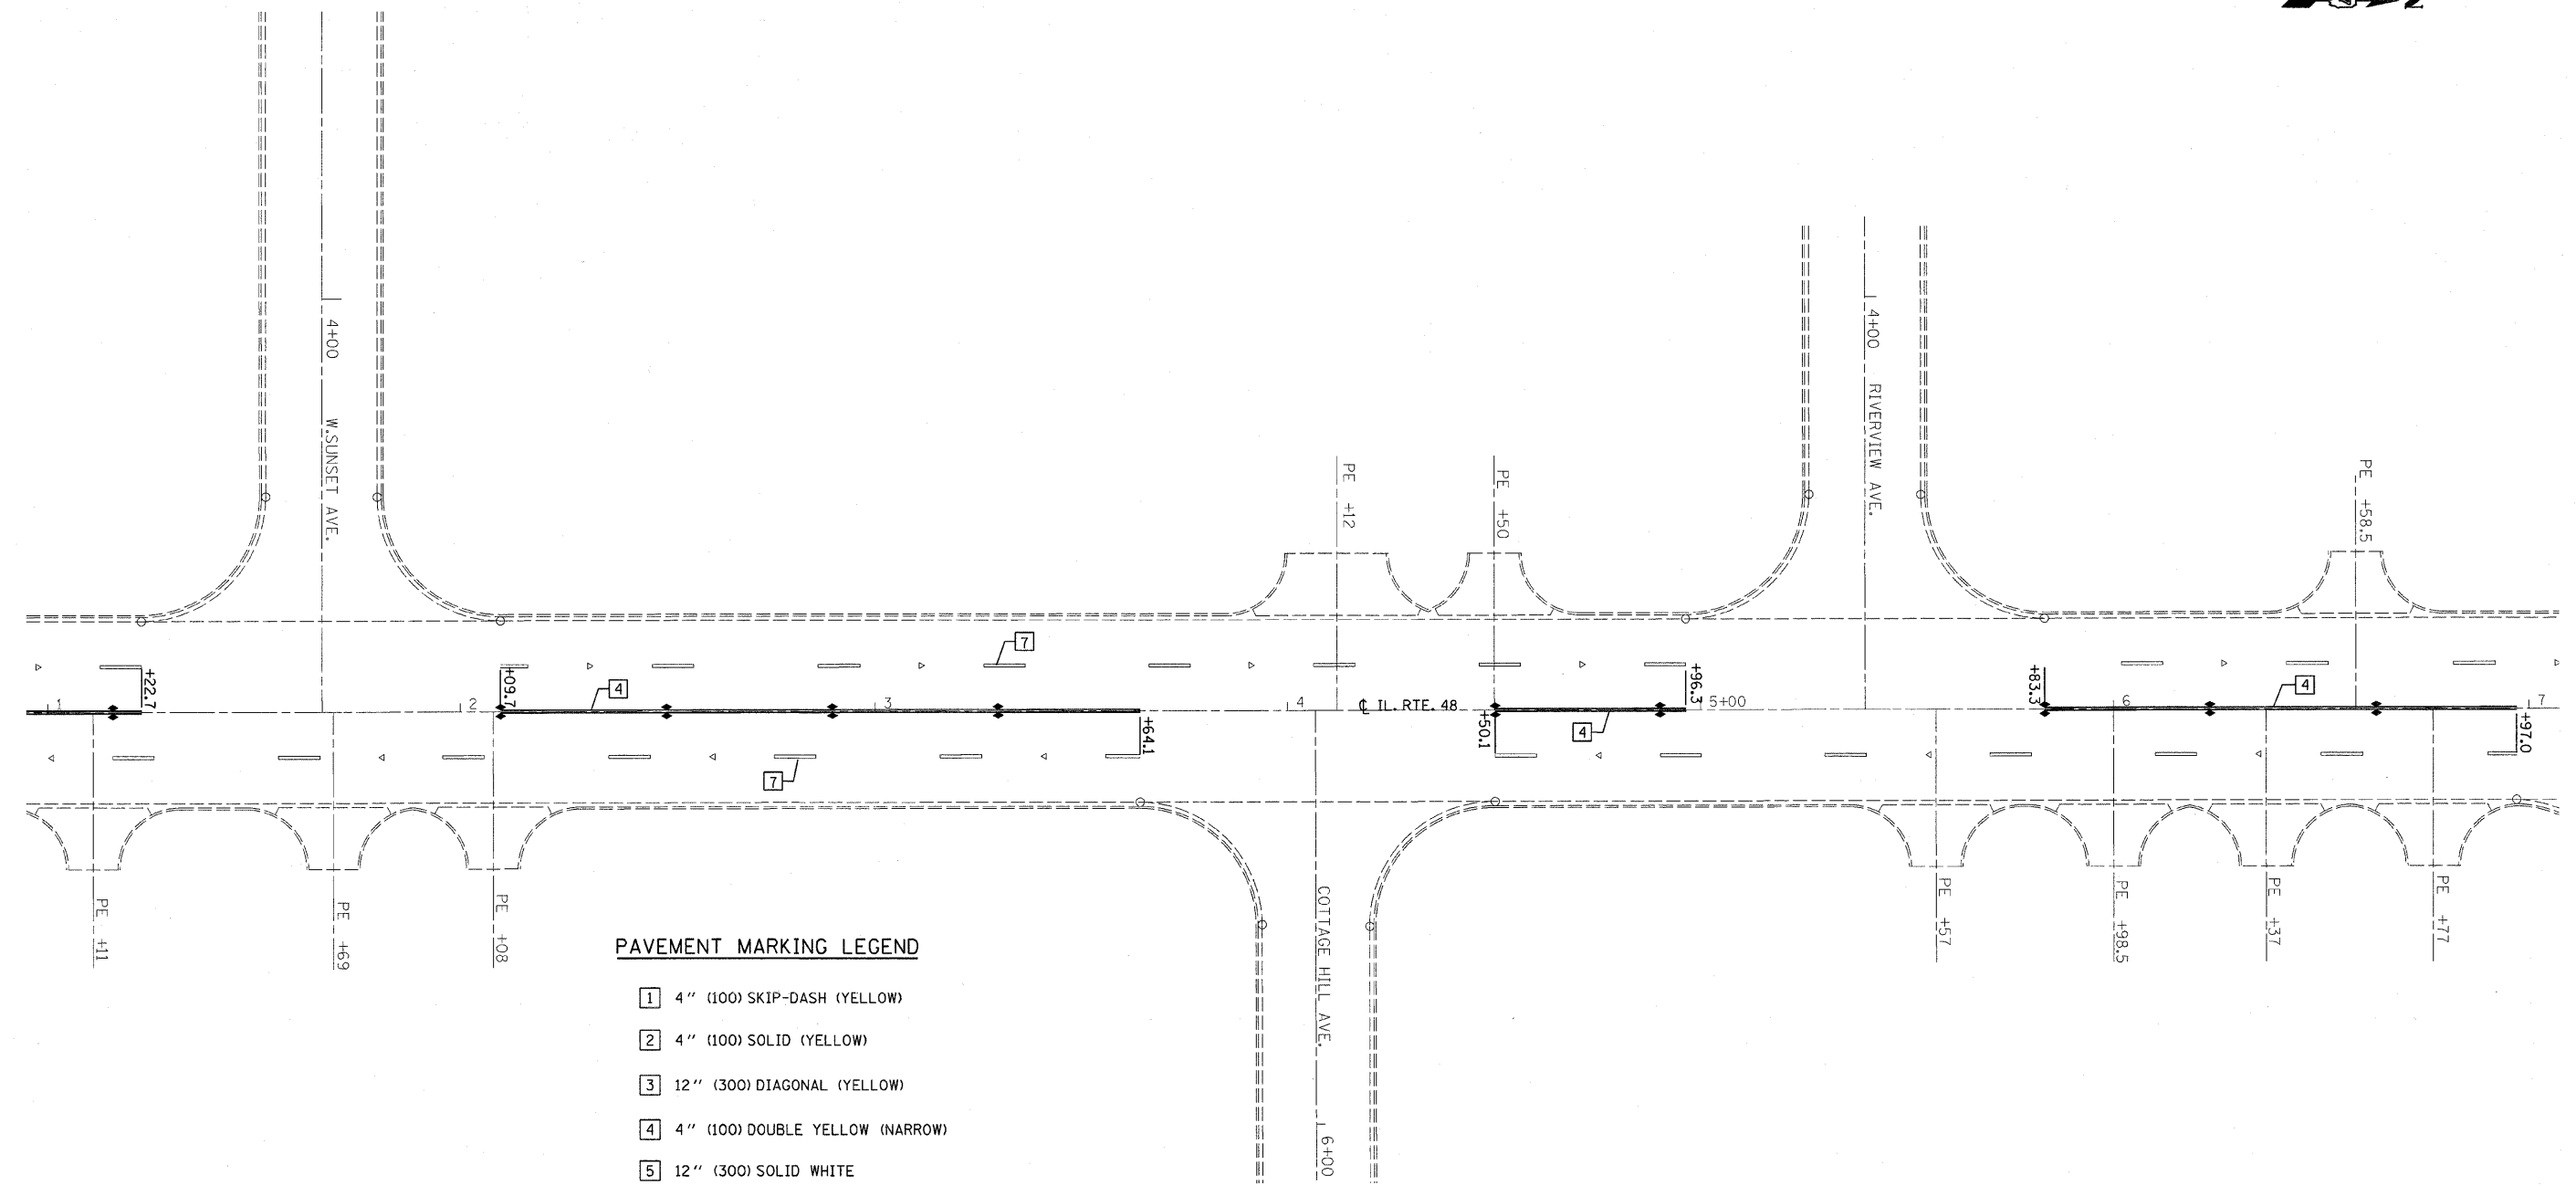 Z
4+00 W.SUNSET AVE.
4+00 RIVERVIEW AVE.
PE +12
PE +50
PE +58.5
7
+22.7
+09.7
4
+96.3
+83.3
4
1
2
3
4
℄ IL. RTE. 48
5+00
6
7
+64.1
+50.1
4
+97.0
7
PE +11
PE +69
PE +08
COTTAGE HILL AVE.
6+00
PE +57
PE +98.5
PE +37
PE +77
PAVEMENT MARKING LEGEND
1 4" (100) SKIP-DASH (YELLOW)
2 4" (100) SOLID (YELLOW)
3 12" (300) DIAGONAL (YELLOW)
4 4" (100) DOUBLE YELLOW (NARROW)
5 12" (300) SOLID WHITE